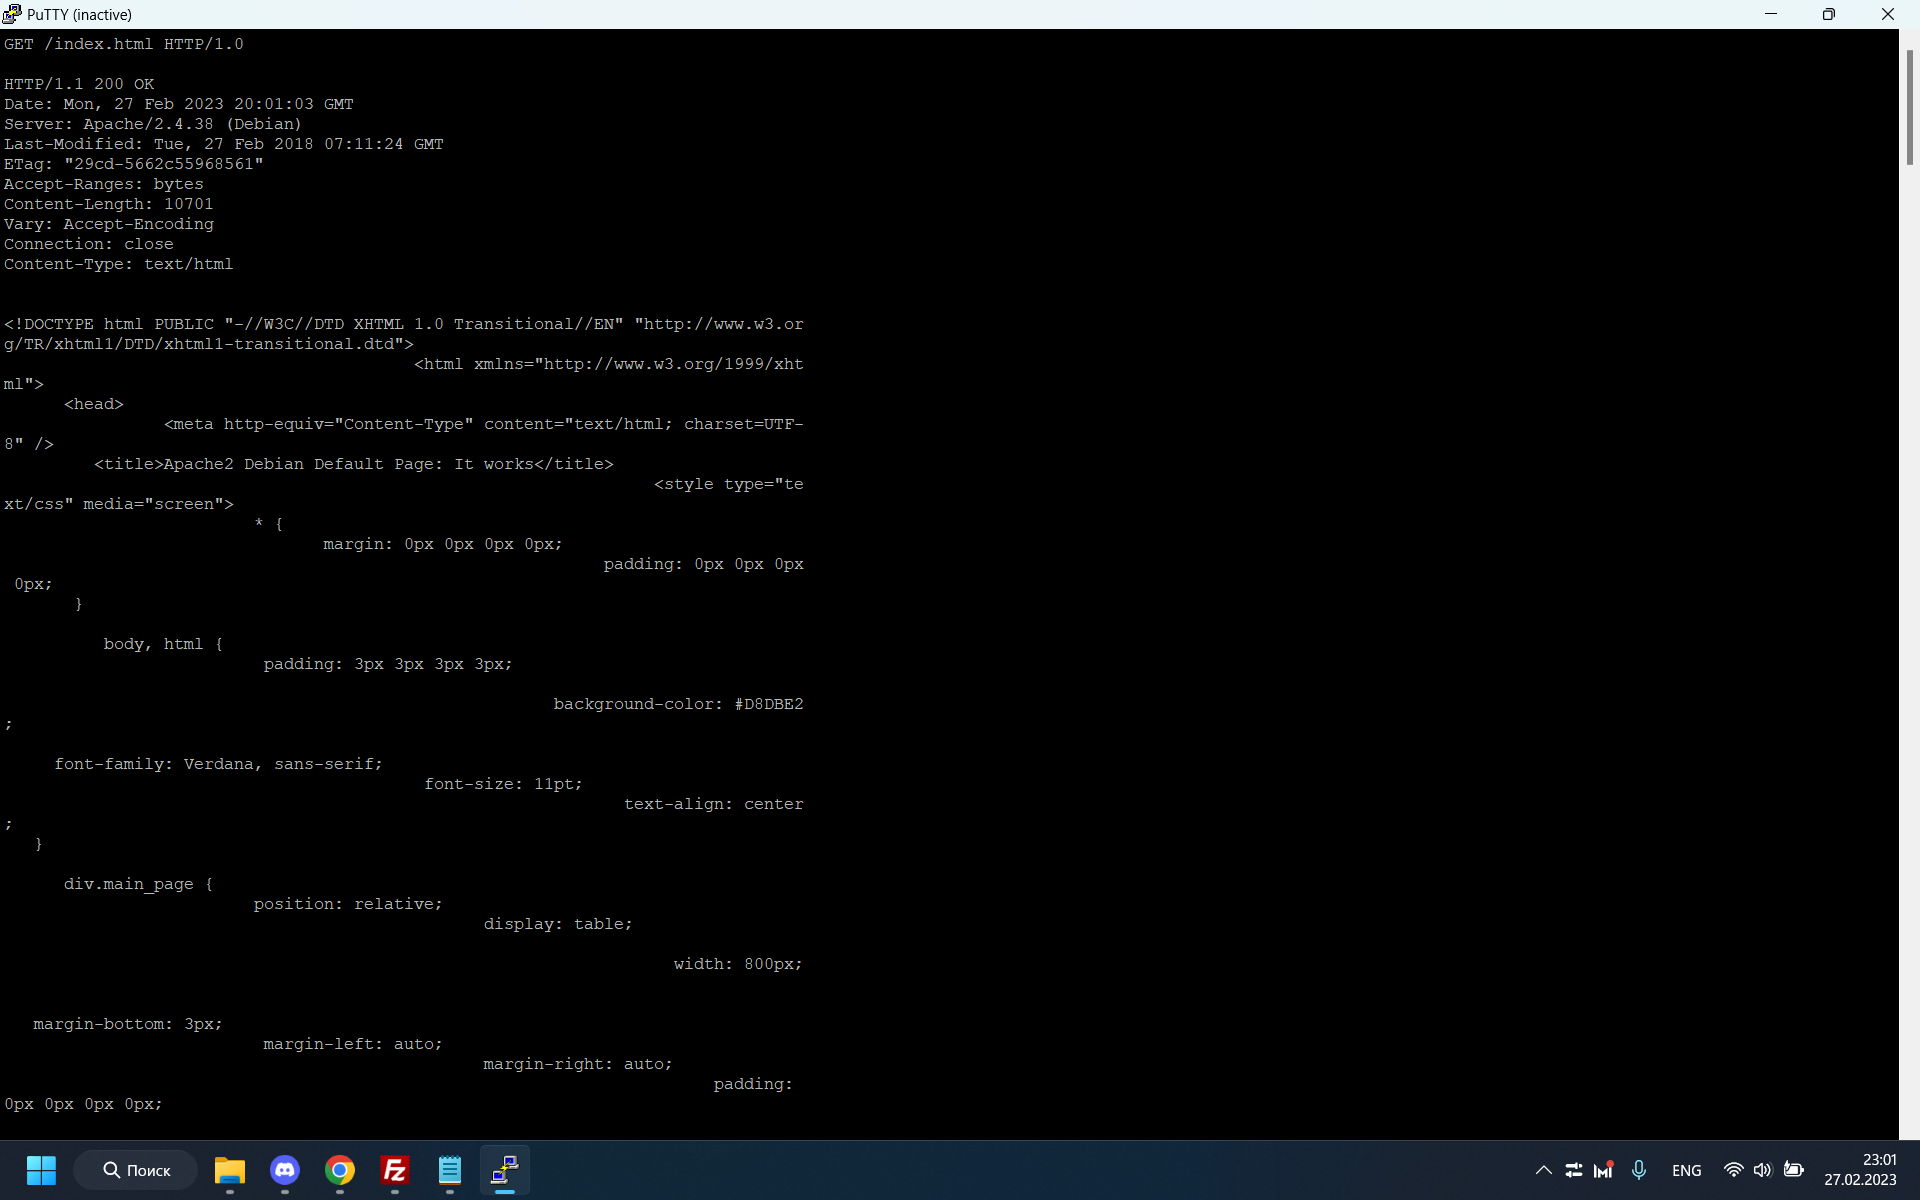 PuTTY (inactive)
GET /index.html HTTP/1.0
HTTP/1.1 200 OK
Date: Mon, 27 Feb 2023 20:01:03 GMT
Server: Apache/2.4.38 (Debian)
Last-Modified: Tue, 27 Feb 2018 07:11:24 GMT
ETag: "29cd-5662c55968561"
Accept-Ranges: bytes
Content-Length: 10701
Vary: Accept-Encoding
Connection: close
Content-Type: text/html
<!DOCTYPE html PUBLIC "-//W3C//DTD XHTML 1.0 Transitional//EN" "http://www.w3.or
g/TR/xhtml1/DTD/xhtml1-transitional.dtd">
<html xmlns="http://www.w3.org/1999/xht
ml">
<head>
<meta http-equiv="Content-Type" content="text/html; charset=UTF-
8" />
<title>Apache2 Debian Default Page: It works</title>
<style type="te
xt/css" media="screen">
* {
margin: 0px 0px 0px 0px;
padding: 0px 0px 0px
0px;
}
body, html {
padding: 3px 3px 3px 3px;
background-color: #D8DBE2
;
font-family: Verdana, sans-serif;
font-size: 11pt;
text-align: center
;
}
div.main_page {
position: relative;
display: table;
width: 800px;
margin-bottom: 3px;
margin-left: auto;
margin-right: auto;
padding:
0px 0px 0px 0px;
Поиск
ENG
23:01
27.02.2023